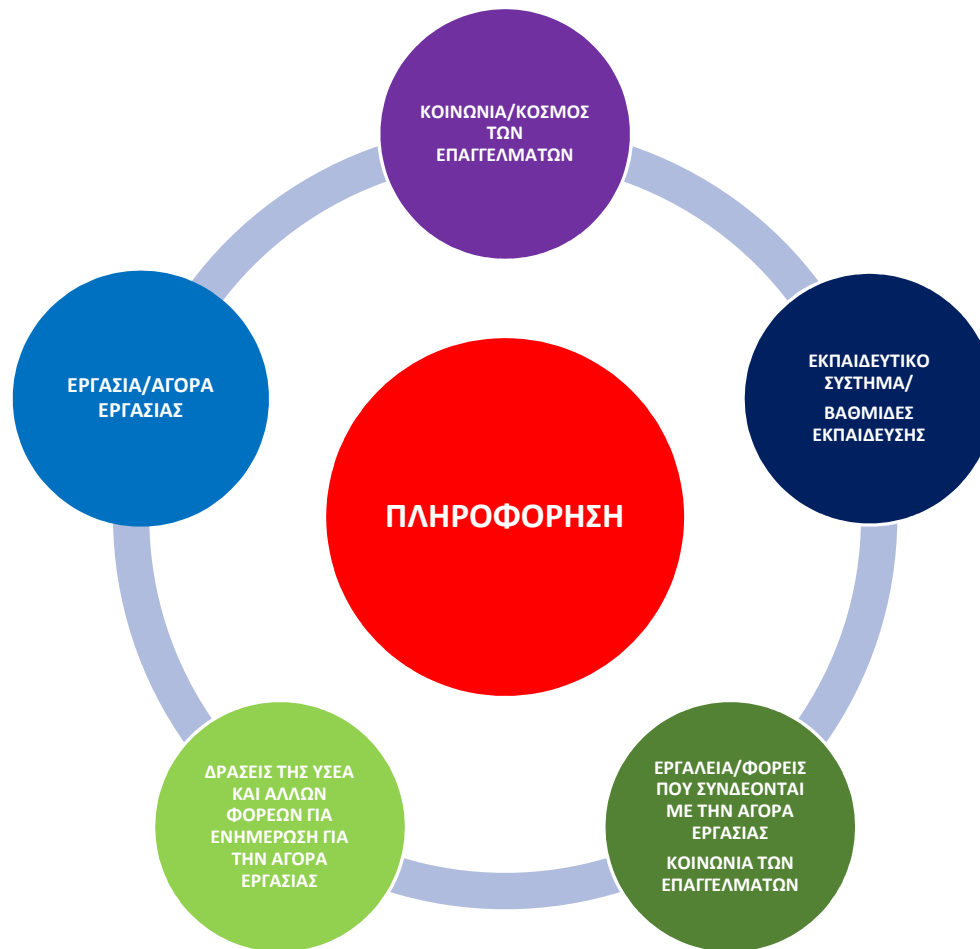 ΚΟΙΝΩΝΙΑ/ΚΟΣΜΟΣ
ΤΩΝ
ΕΠΑΓΓΕΛΜΑΤΩΝ
ΕΚΠΑΙΔΕΥΤΙΚΟ
ΣΥΣΤΗΜΑ/
ΒΑΘΜΙΔΕΣ
ΕΚΠΑΙΔΕΥΣΗΣ
ΕΡΓΑΛΕΙΑ/ΦΟΡΕΙΣ
ΠΟΥ ΣΥΝΔΕΟΝΤΑΙ
ΜΕ ΤΗΝ ΑΓΟΡΑ
ΕΡΓΑΣΙΑΣ
ΚΟΙΝΩΝΙΑ ΤΩΝ
ΕΠΑΓΓΕΛΜΑΤΩΝ
ΔΡΑΣΕΙΣ ΤΗΣ ΥΣΕΑ
ΚΑΙ ΑΛΛΩΝ
ΦΟΡΕΩΝ ΓΙΑ
ΕΝΗΜΕΡΩΣΗ ΓΙΑ
ΤΗΝ ΑΓΟΡΑ
ΕΡΓΑΣΙΑΣ
ΕΡΓΑΣΙΑ/ΑΓΟΡΑ
ΕΡΓΑΣΙΑΣ
ΠΛΗΡΟΦΟΡΗΣΗ